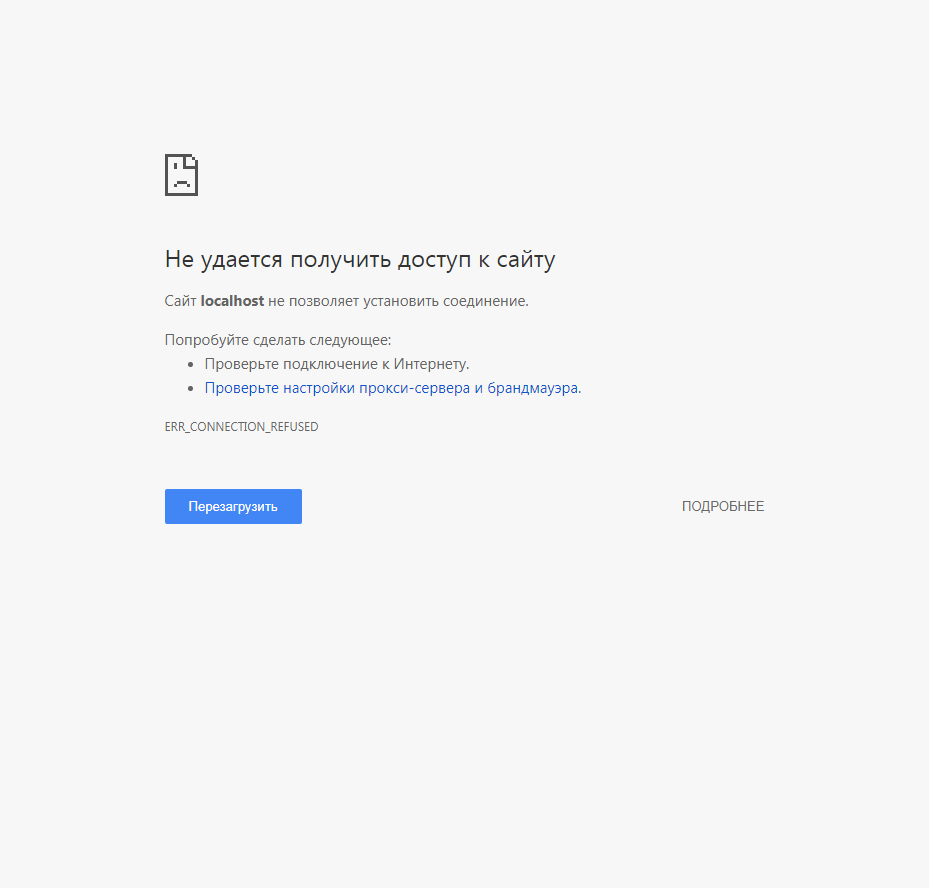 Не удается получить доступ к сайту
Сайт localhost не позволяет установить соединение.
Попробуйте сделать следующее:
Проверьте подключение к Интернету.
Проверьте настройки прокси-сервера и брандмауэра.
ERR_CONNECTION_REFUSED
Перезагрузить
ПОДРОБНЕЕ